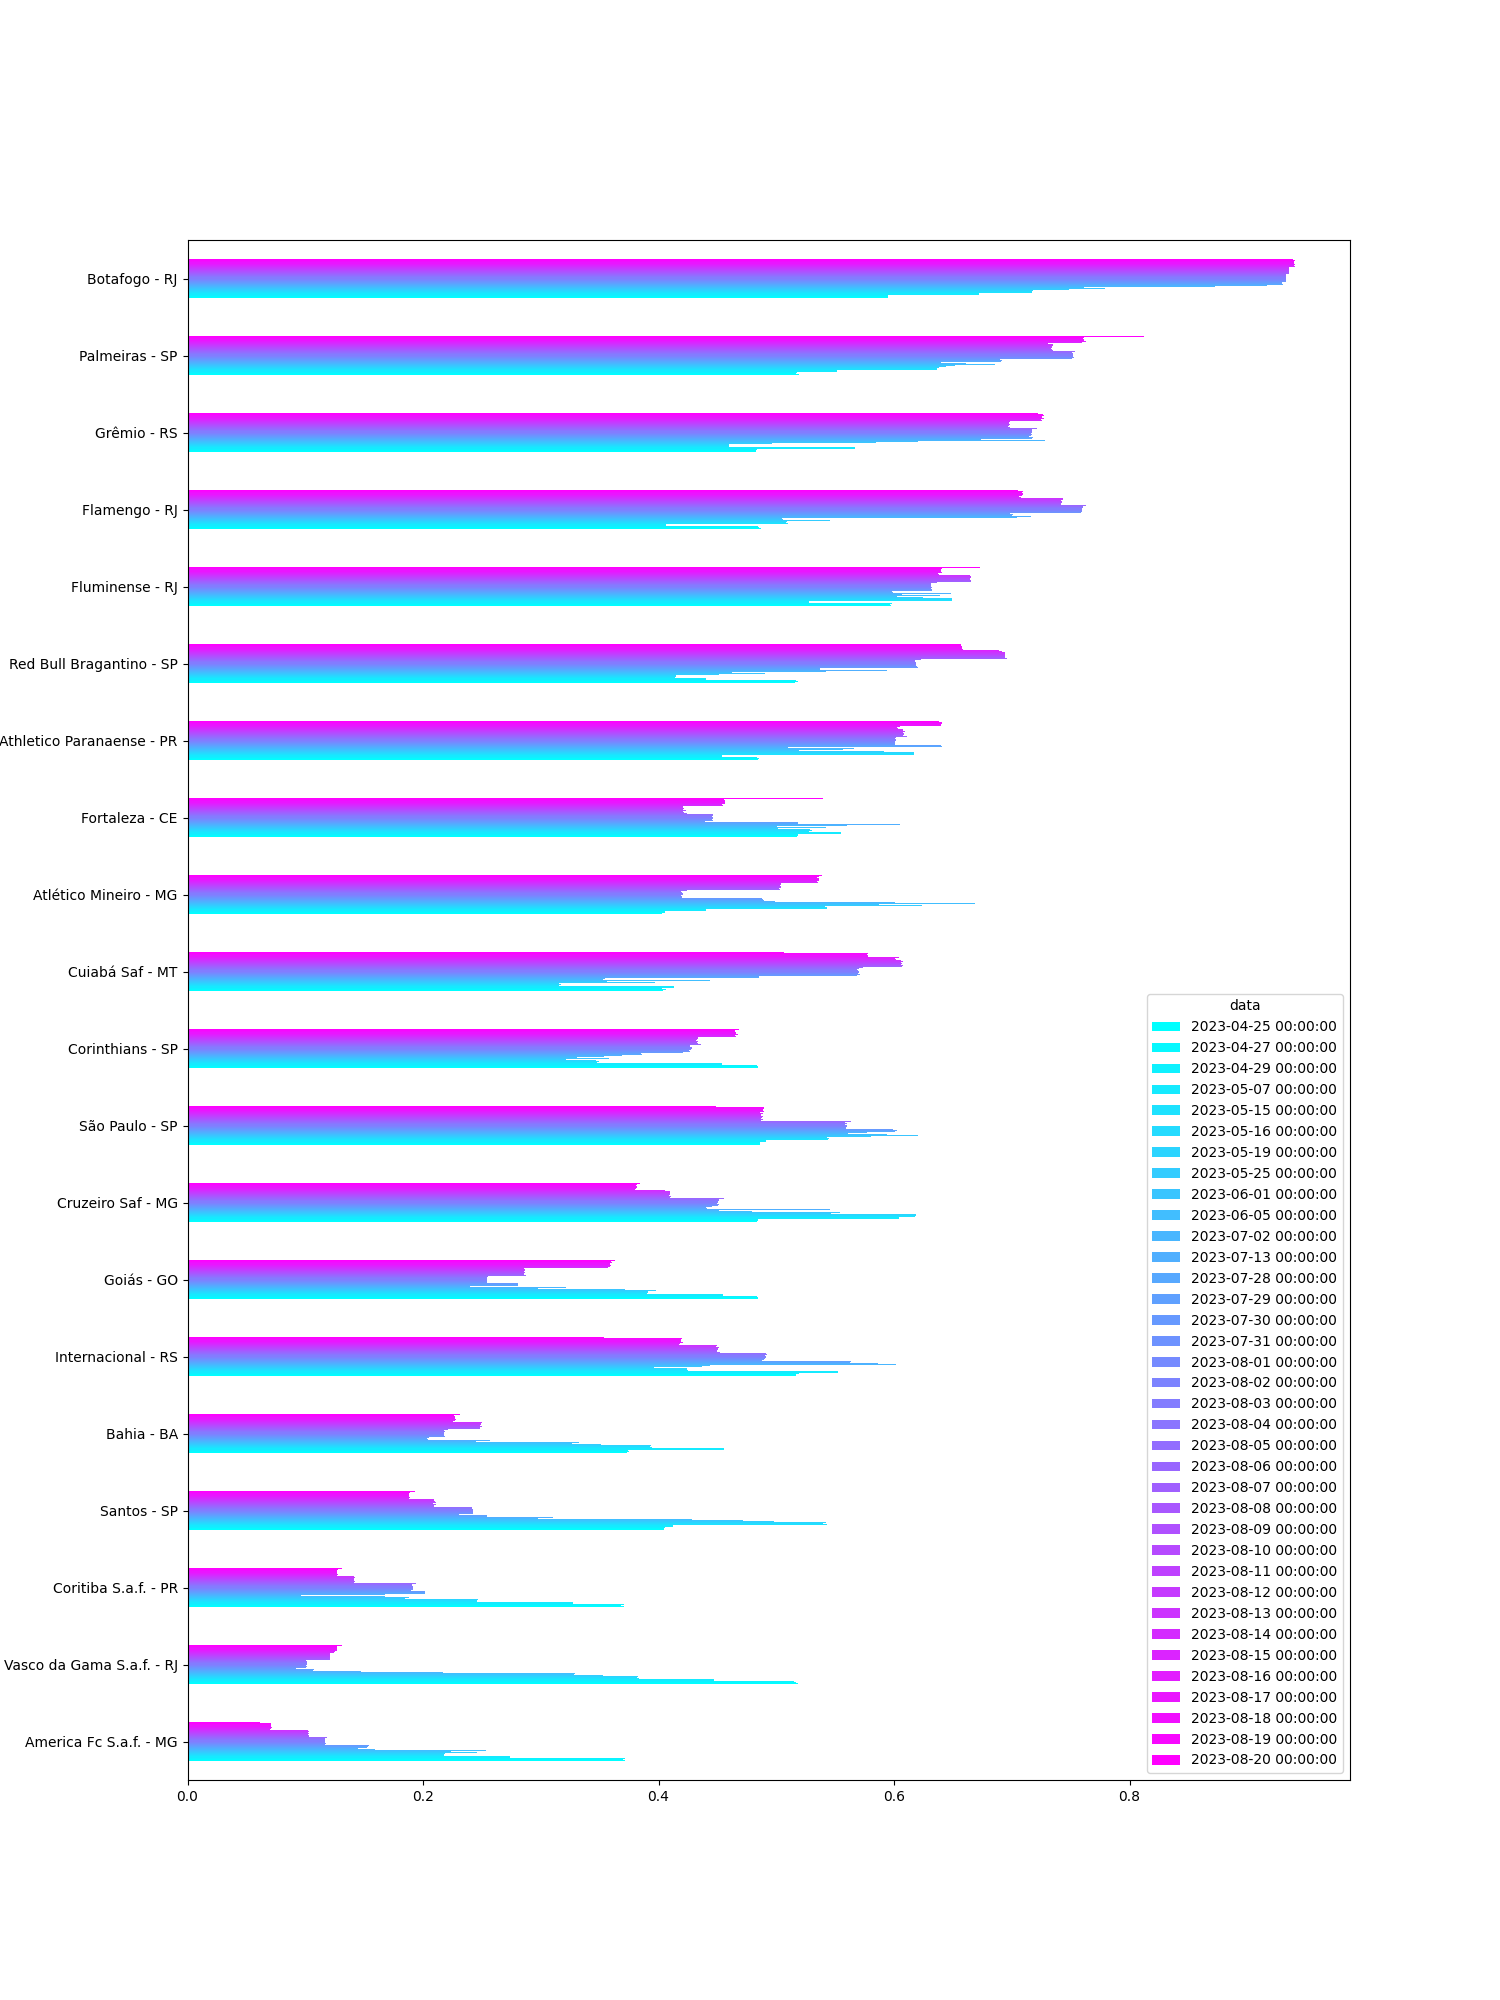 Botafogo - RJ
Palmeiras - SP
Grêmio - RS
Flamengo - RJ
Fluminense - RJ
Red Bull Bragantino - SP
Athletico Paranaense - PR
Fortaleza - CE
Atlético Mineiro - MG
Cuiabá Saf - MT
Corinthians - SP
São Paulo - SP
Cruzeiro Saf - MG
Goiás - GO
Internacional - RS
Bahia - BA
Santos - SP
Coritiba S.a.f. - PR
Vasco da Gama S.a.f. - RJ
America Fc S.a.f. - MG
0.0 0.2 0.4 0.6 0.8
data
2023-04-25 00:00:00
2023-04-27 00:00:00
2023-04-29 00:00:00
2023-05-07 00:00:00
2023-05-15 00:00:00
2023-05-16 00:00:00
2023-05-19 00:00:00
2023-05-25 00:00:00
2023-06-01 00:00:00
2023-06-05 00:00:00
2023-07-02 00:00:00
2023-07-13 00:00:00
2023-07-28 00:00:00
2023-07-29 00:00:00
2023-07-30 00:00:00
2023-07-31 00:00:00
2023-08-01 00:00:00
2023-08-02 00:00:00
2023-08-03 00:00:00
2023-08-04 00:00:00
2023-08-05 00:00:00
2023-08-06 00:00:00
2023-08-07 00:00:00
2023-08-08 00:00:00
2023-08-09 00:00:00
2023-08-10 00:00:00
2023-08-11 00:00:00
2023-08-12 00:00:00
2023-08-13 00:00:00
2023-08-14 00:00:00
2023-08-15 00:00:00
2023-08-16 00:00:00
2023-08-17 00:00:00
2023-08-18 00:00:00
2023-08-19 00:00:00
2023-08-20 00:00:00